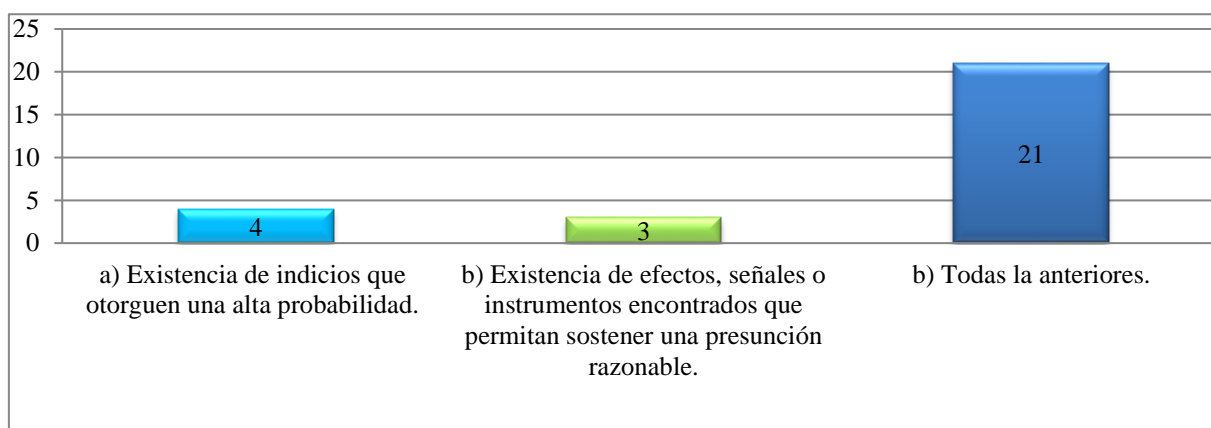 25
20
15
10
5
0
4
3
21
a) Existencia de indicios que
otorguen una alta probabilidad.
b) Existencia de efectos, señales o
instrumentos encontrados que
permitan sostener una presunción
razonable.
b) Todas la anteriores.